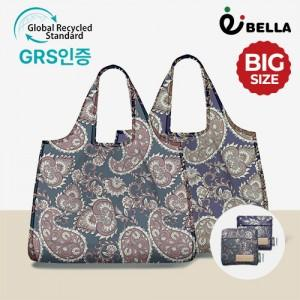 Global Recycled
Standard
GRS인증
BELLA
BIG
SIZE